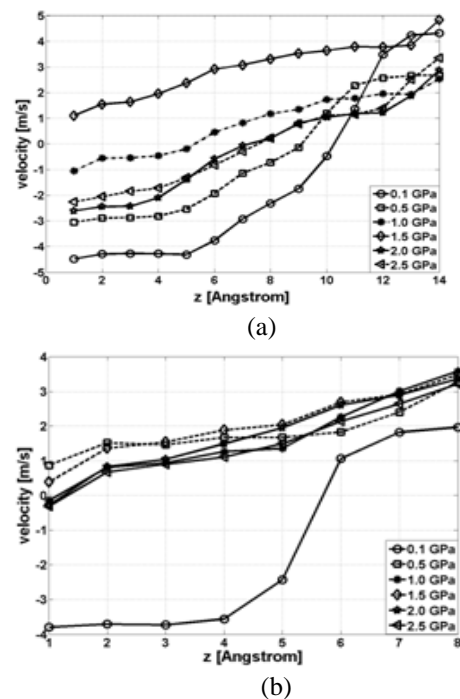 5
4
3
2
1
0
-1
-2
-3
-4
-5
velocity [m/s]
2 4 6 8 10 12 14
z [Angstrom]
0.1 GPa
0.5 GPa
1.0 GPa
1.5 GPa
2.0 GPa
2.5 GPa
(a)
4
3
2
1
0
-1
-2
-3
-4
velocity [m/s]
1 2 3 4 5 6 7 8
z [Angstrom]
0.1 GPa
0.5 GPa
1.0 GPa
1.5 GPa
2.0 GPa
2.5 GPa
(b)